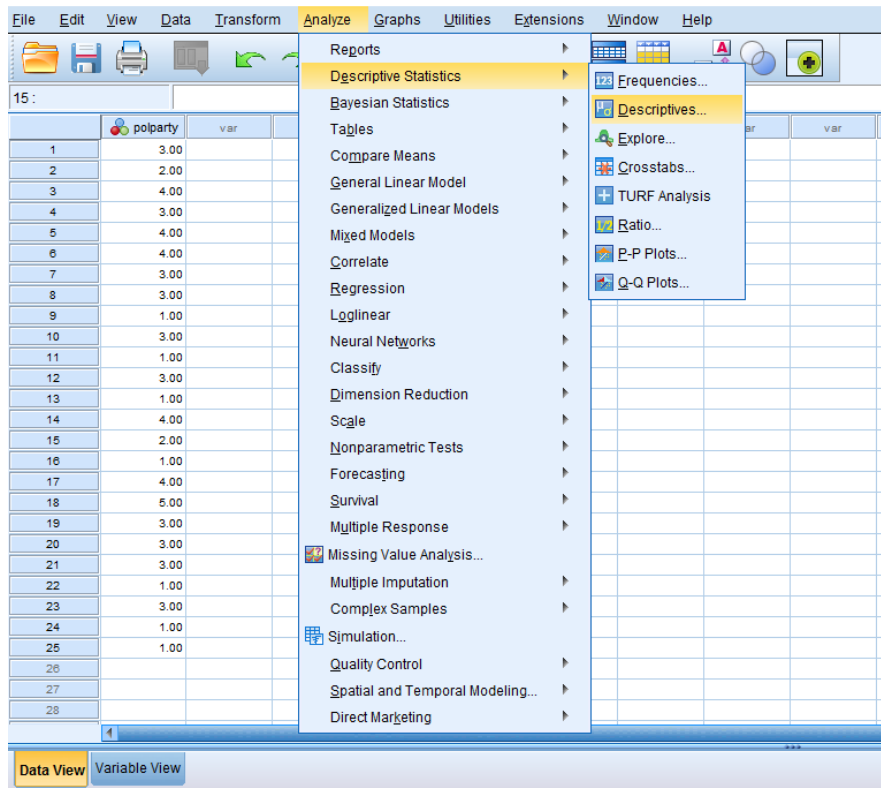 File Edit View Data Transform Analyze Graphs Utilities Extensions Window Help
A
15 :
polparty var ar var
1 3.00
2 2.00
3 4.00
4 3.00
5 4.00
6 4.00
7 3.00
8 3.00
9 1.00
10 3.00
11 1.00
12 3.00
13 1.00
14 4.00
15 2.00
16 1.00
17 4.00
18 5.00
19 3.00
20 3.00
21 3.00
22 1.00
23 3.00
24 1.00
25 1.00
26
27
28
Reports
Descriptive Statistics
Bayesian Statistics
Tables
Compare Means
General Linear Model
Generalized Linear Models
Mixed Models
Correlate
Regression
Loglinear
Neural Networks
Classify
Dimension Reduction
Scale
Nonparametric Tests
Forecasting
Survival
Multiple Response
Missing Value Analysis...
Multiple Imputation
Complex Samples
Simulation...
Quality Control
Spatial and Temporal Modeling...
Direct Marketing
123 Frequencies...
Descriptives...
Explore...
Crosstabs...
TURF Analysis
1/2 Ratio...
P-P Plots...
Q-Q Plots...
Data View Variable View